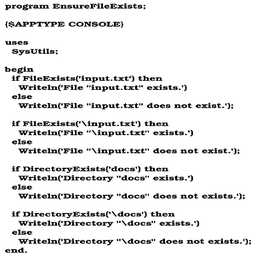 program EnsureFileExists;
{$APPTYPE CONSOLE}
uses
SysUtils;
begin
if FileExists('input.txt') then
Writeln('File "input.txt" exists.')
else
Writeln('File "input.txt" does not exist.');
if FileExists('\input.txt') then
Writeln('File "\input.txt" exists.')
else
Writeln('File "\input.txt" does not exist.');
if DirectoryExists('docs') then
Writeln('Directory "docs" exists.')
else
Writeln('Directory "docs" does not exists.');
if DirectoryExists('\docs') then
Writeln('Directory "\docs" exists.')
else
Writeln('Directory "\docs" does not exists.');
end.